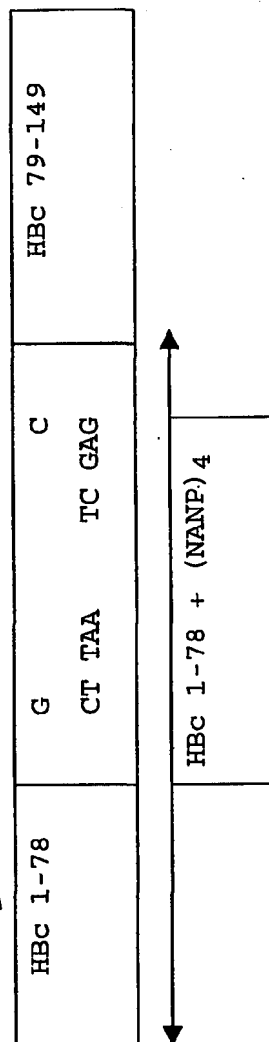 HBc 1-78
G C
CT TAA TC GAG
HBc 79-149
HBc 1-78 + (NANP)4